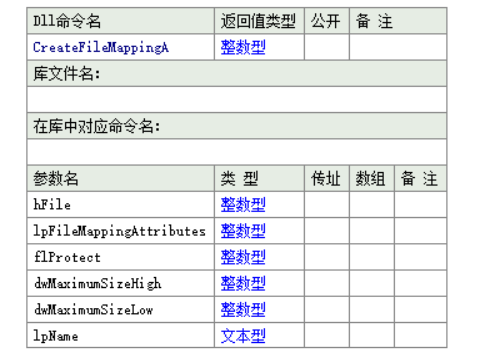 Dll命令名 返回值类型 公开 备 注
CreateFileMappingA 整数型
库文件名:
在库中对应命令名:
参数名 类 型 传址 数组 备 注
hFile 整数型
lpFileMappingAttributes 整数型
flProtect 整数型
dwMaximumSizeHigh 整数型
dwMaximumSizeLow 整数型
lpName 文本型